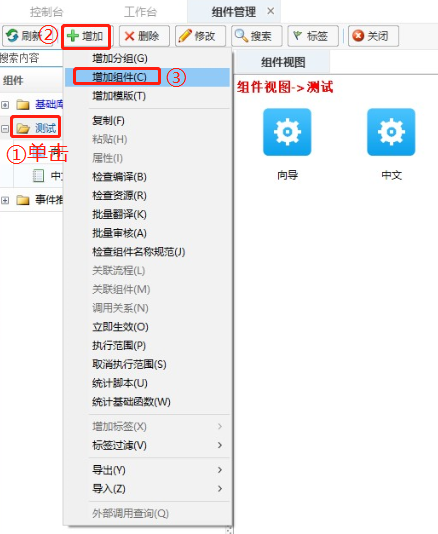 控制台 工作台 组件管理 ×
刷新 ② 增加 删除 修改 搜索 标签 关闭
搜索内容
组件视图
组件
组件视图->测试
基础库
测试
①单击
中文
事件推
增加分组(G)
增加组件(C) ③
增加模版(T)
复制(F)
粘贴(H)
属性(I)
检查编译(B)
检查资源(R)
批量翻译(K)
批量审核(A)
检查组件名称规范(J)
关联流程(L)
关联组件(M)
调用关系(N)
立即生效(O)
执行范围(P)
取消执行范围(S)
统计脚本(U)
统计基础函数(W)
增加标签(X)
标签过滤(V)
导出(Y)
导入(Z)
外部调用查询(Q)
向导 中文